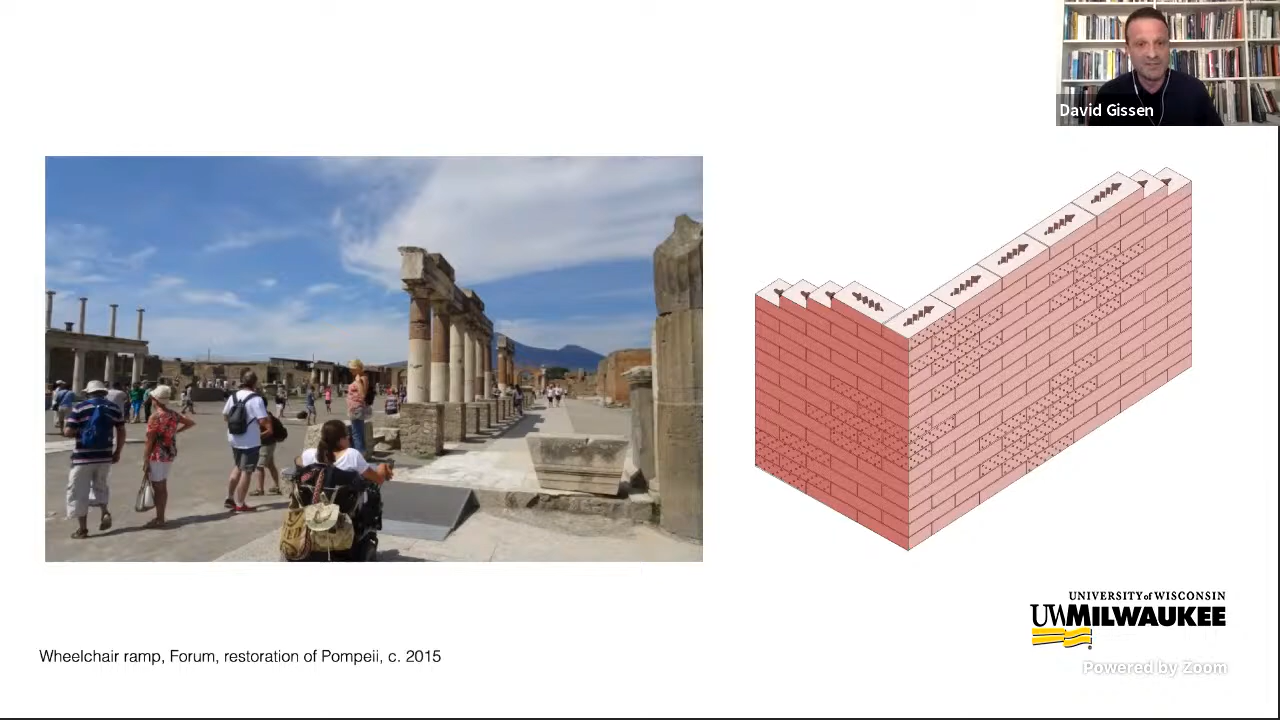 David Gissen
UNIVERSITY of WISCONSIN
UWMILWAUKEE
Powered by Zoom
Wheelchair ramp, Forum, restoration of Pompeii, c. 2015